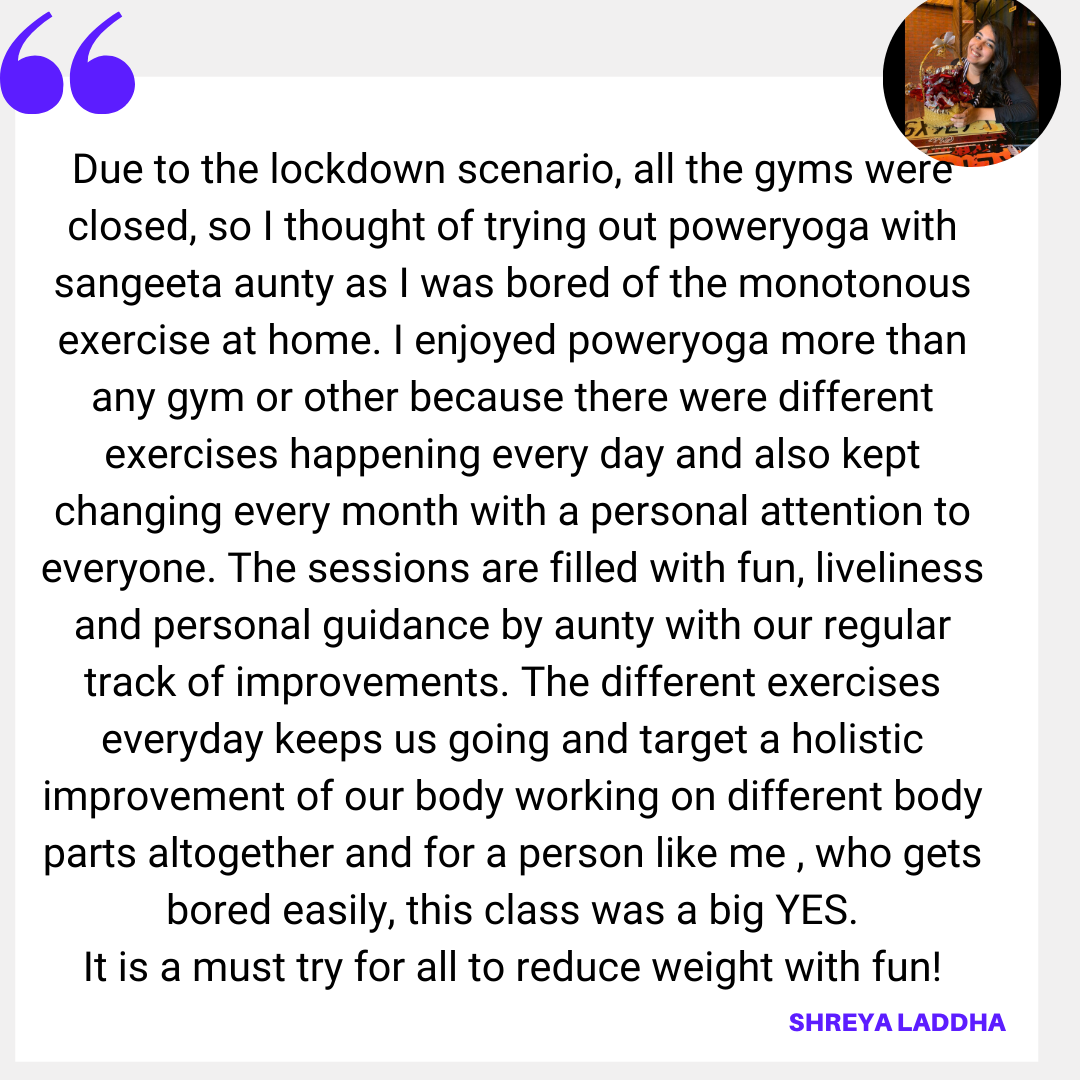 Due to the lockdown scenario, all the gyms were
closed, so I thought of trying out poweryoga with
sangeeta aunty as I was bored of the monotonous
exercise at home. I enjoyed poweryoga more than
any gym or other because there were different
exercises happening every day and also kept
changing every month with a personal attention to
everyone. The sessions are filled with fun, liveliness
and personal guidance by aunty with our regular
track of improvements. The different exercises
everyday keeps us going and target a holistic
improvement of our body working on different body
parts altogether and for a person like me , who gets
bored easily, this class was a big YES.
It is a must try for all to reduce weight with fun!
SHREYA LADDHA